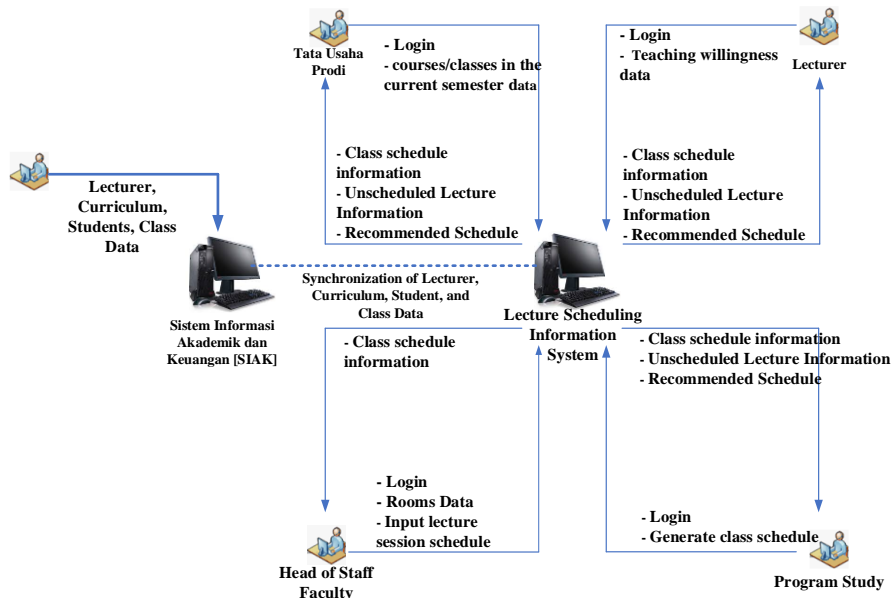 Tata Usaha
Prodi
- Login
- courses/classes in the
current semester data
- Login
- Teaching willingness
data
Lecturer
- Class schedule
information
- Unscheduled Lecture
Information
- Recommended Schedule
- Class schedule
information
- Unscheduled Lecture
Information
- Recommended Schedule
Lecturer,
Curriculum,
Students, Class
Data
Synchronization of Lecturer,
Curriculum, Student, and
Class Data
Sistem Informasi
Akademik dan
Keuangan [SIAK]
Lecture Scheduling
Information
System
- Class schedule
information
- Class schedule information
- Unscheduled Lecture Information
- Recommended Schedule
- Login
- Rooms Data
- Input lecture
session schedule
- Login
- Generate class schedule
Head of Staff
Faculty
Program Study